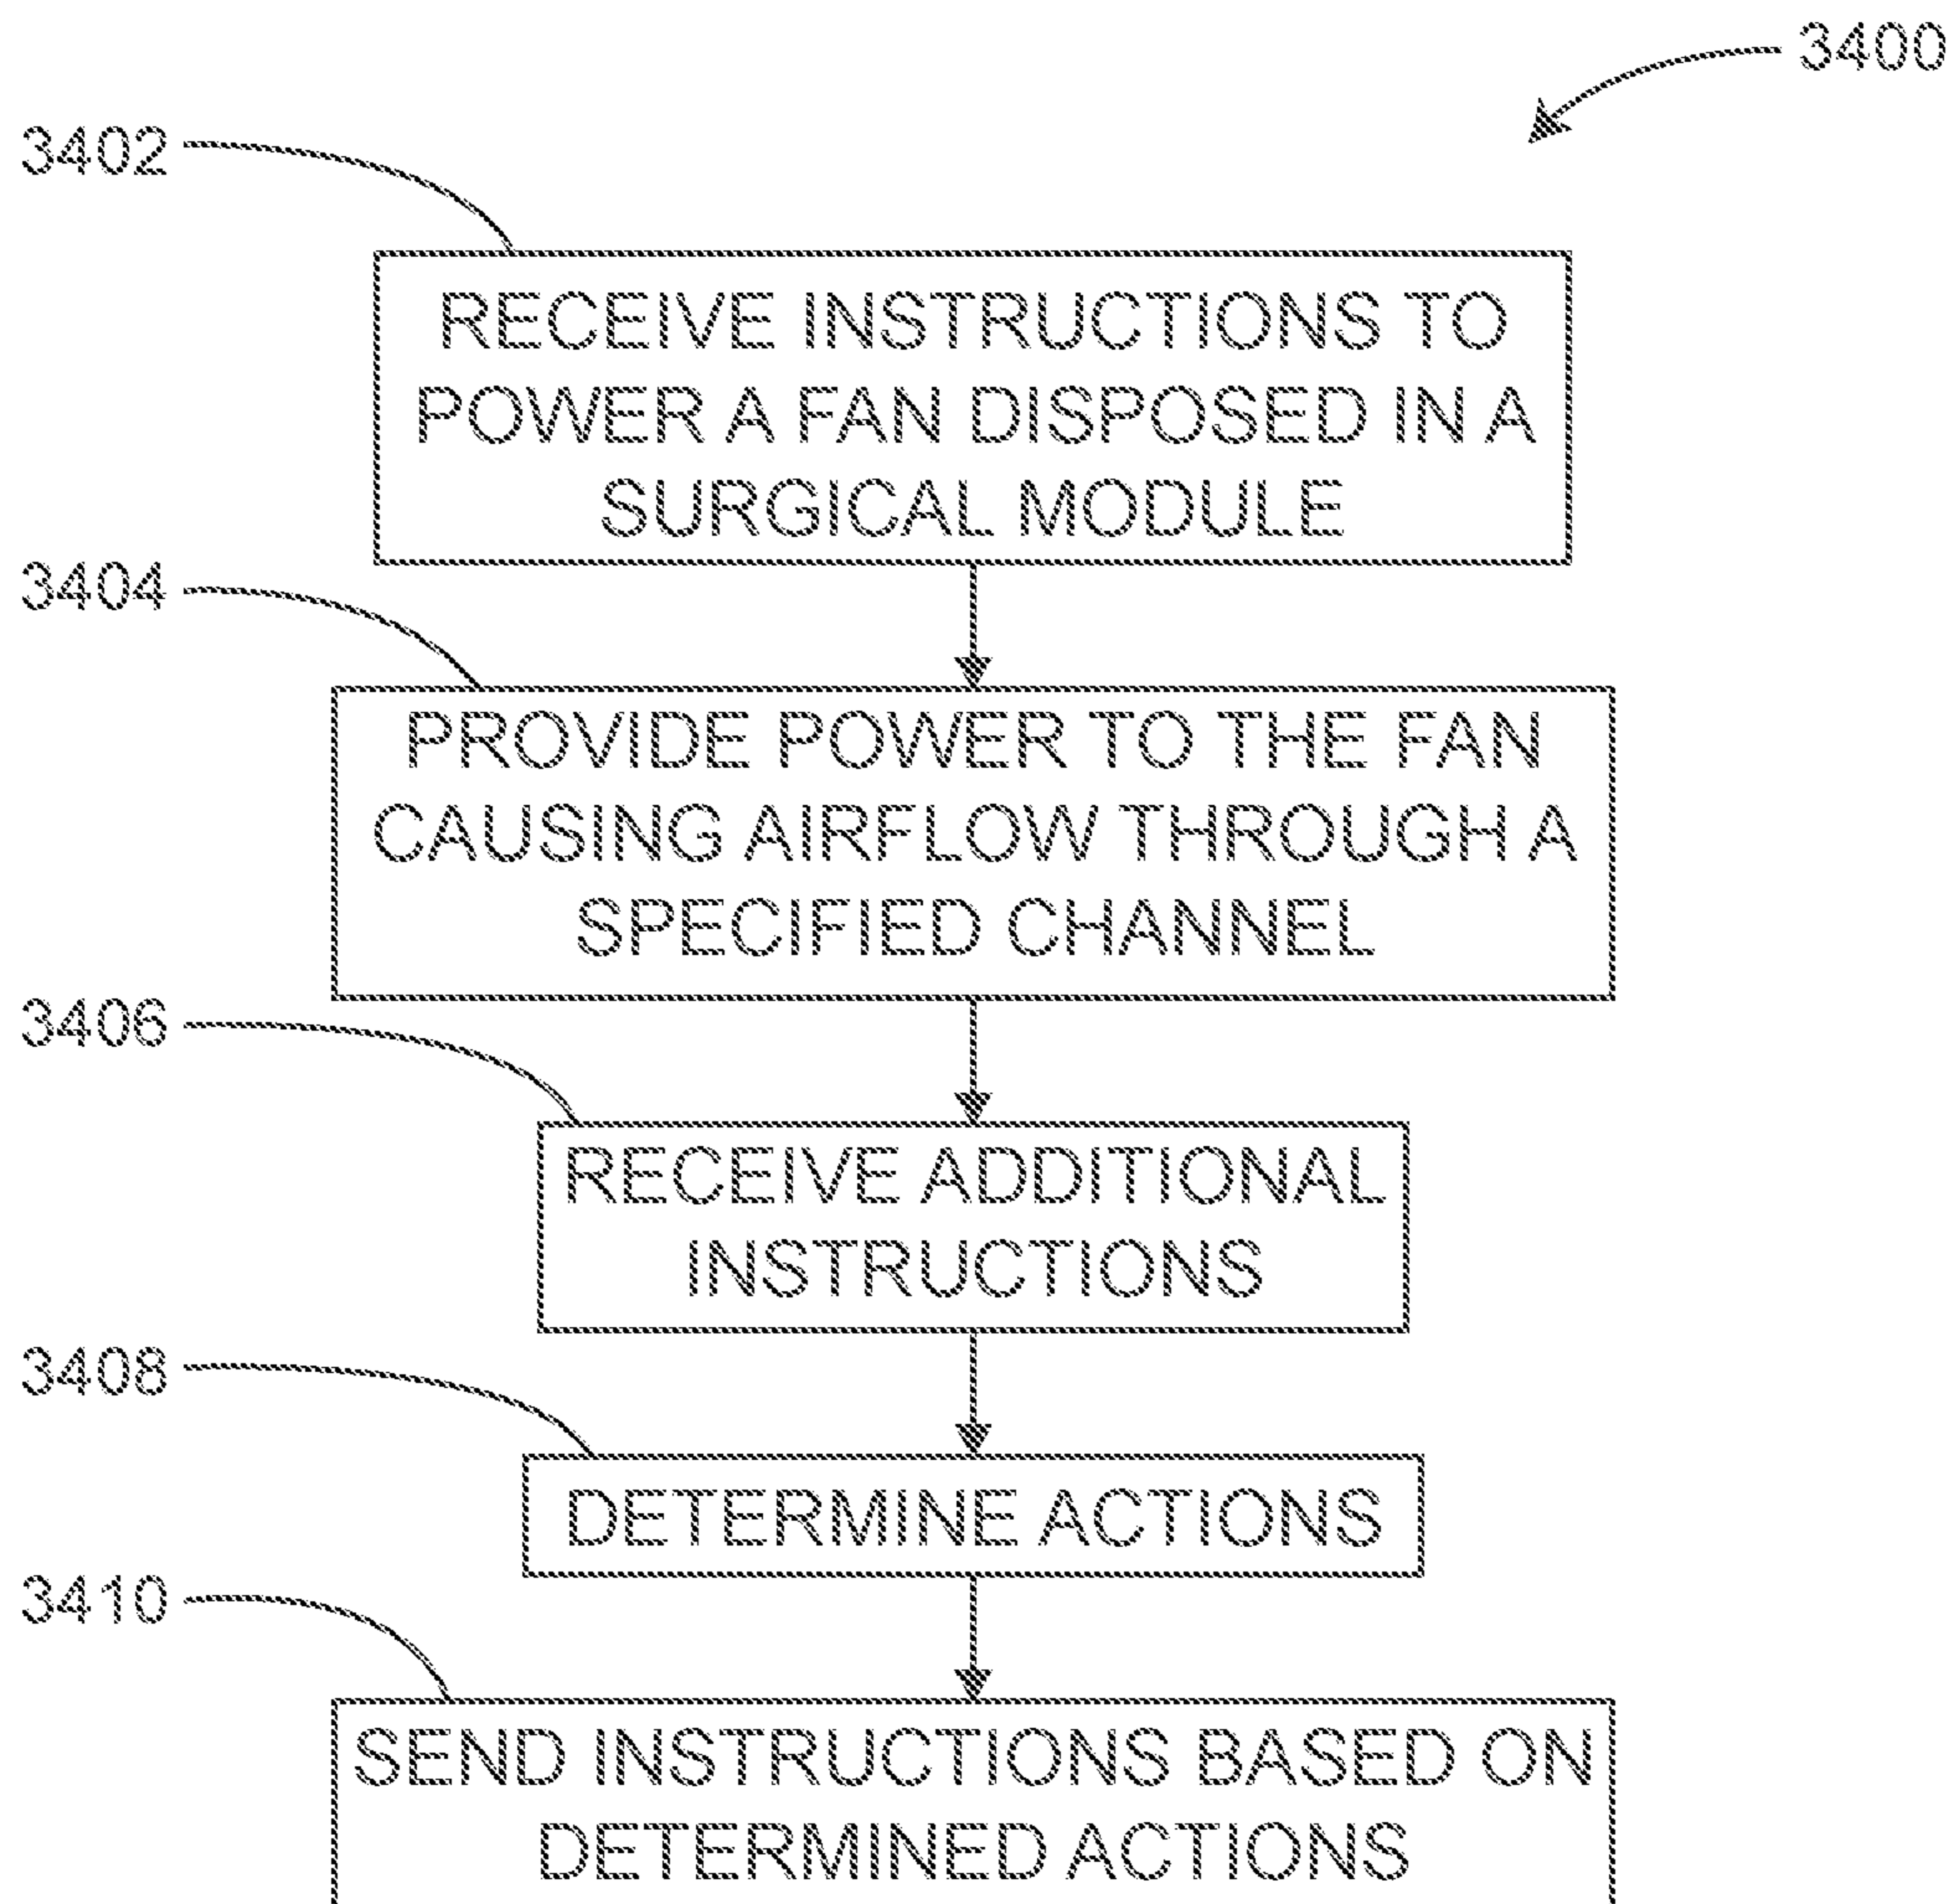 3400
3402
RECEIVE INSTRUCTIONS TO
POWER A FAN DISPOSED IN A
SURGICAL MODULE
3404
PROVIDE POWER TO THE FAN
CAUSING AIRFLOW THROUGH A
SPECIFIED CHANNEL
3406
RECEIVE ADDITIONAL
INSTRUCTIONS
3408
DETERMINE ACTIONS
3410
SEND INSTRUCTIONS BASED ON
DETERMINED ACTIONS